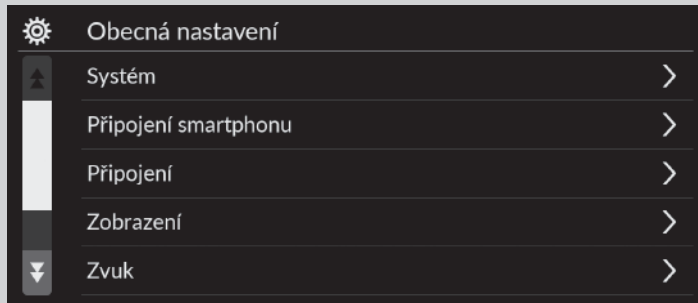 Obecná nastavení
Systém
Připojení smartphonu
Připojení
Zobrazení
Zvuk